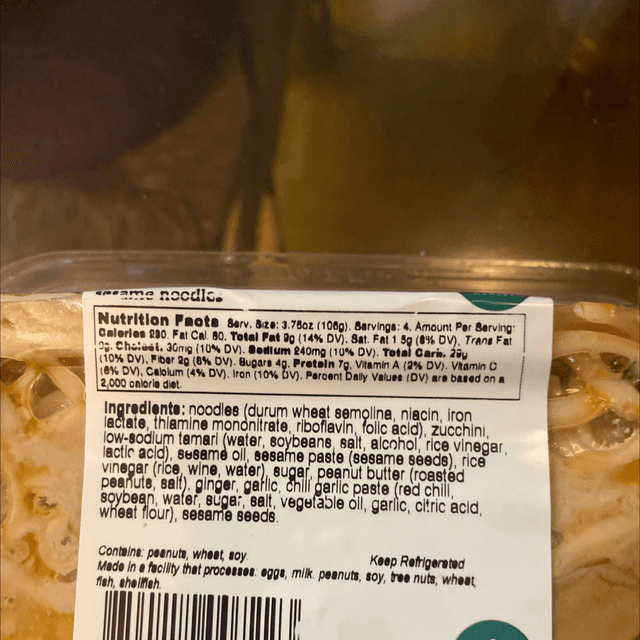 sesame noodles
Nutrition Facts Serv. Size: 3.75oz (106g). Servings: 4. Amount Per Serving:
Calories 230, Fat Cal. 80. Total Fat 9g (14% DV). Sat. Fat 1.5g (8% DV), Trans Fat
0g. Cholest. 30mg (10% DV). Sodium 240mg (10% DV). Total Carb. 29g
(10% DV), Fiber 2g (8% DV). Sugars 4g. Protein 7g, Vitamin A (2% DV). Vitamin C
(6% DV), Calcium (4% DV). Iron (10% DV). Percent Daily Values (DV) are based on a
2,000 calorie diet.
Ingredients: noodles (durum wheat semolina, niacin, iron
lactate, thiamine mononitrate, riboflavin, folic acid), zucchini,
low-sodium tamari (water, soybeans, salt, alcohol, rice vinegar,
lactic acid), sesame oil, sesame paste (sesame seeds), rice
vinegar (rice, wine, water), sugar, peanut butter (roasted
peanuts, salt), ginger, garlic, chili garlic paste (red chili,
soybean, water, sugar, salt, vegetable oil, garlic, citric acid,
wheat flour), sesame seeds.
Contains: peanuts, wheat, soy.
Keep Refrigerated
Made in a facility that processes: eggs, milk, peanuts, soy, tree nuts, wheat,
fish, shellfish.